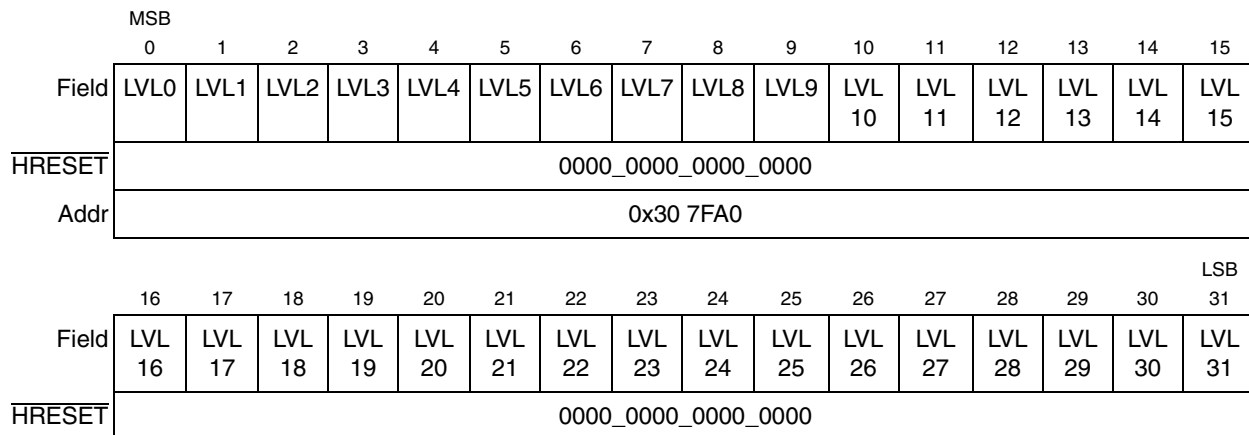 MSB
0 1 2 3 4 5 6 7 8 9 10 11 12 13 14 15
Field LVL0 LVL1 LVL2 LVL3 LVL4 LVL5 LVL6 LVL7 LVL8 LVL9 LVL 10 LVL 11 LVL 12 LVL 13 LVL 14 LVL 15
HRESET 0000_0000_0000_0000
Addr 0x30 7FA0
LSB
16 17 18 19 20 21 22 23 24 25 26 27 28 29 30 31
Field LVL 16 LVL 17 LVL 18 LVL 19 LVL 20 LVL 21 LVL 22 LVL 23 LVL 24 LVL 25 LVL 26 LVL 27 LVL 28 LVL 29 LVL 30 LVL 31
HRESET 0000_0000_0000_0000